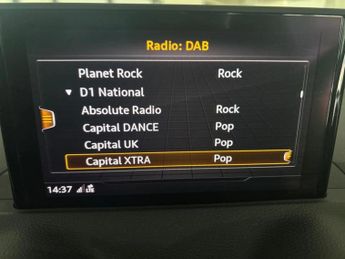 Radio: DAB
Planet Rock Rock
▼ D1 National
Absolute Radio Rock
Capital DANCE Pop
Capital UK Pop
Capital XTRA Pop
14:37